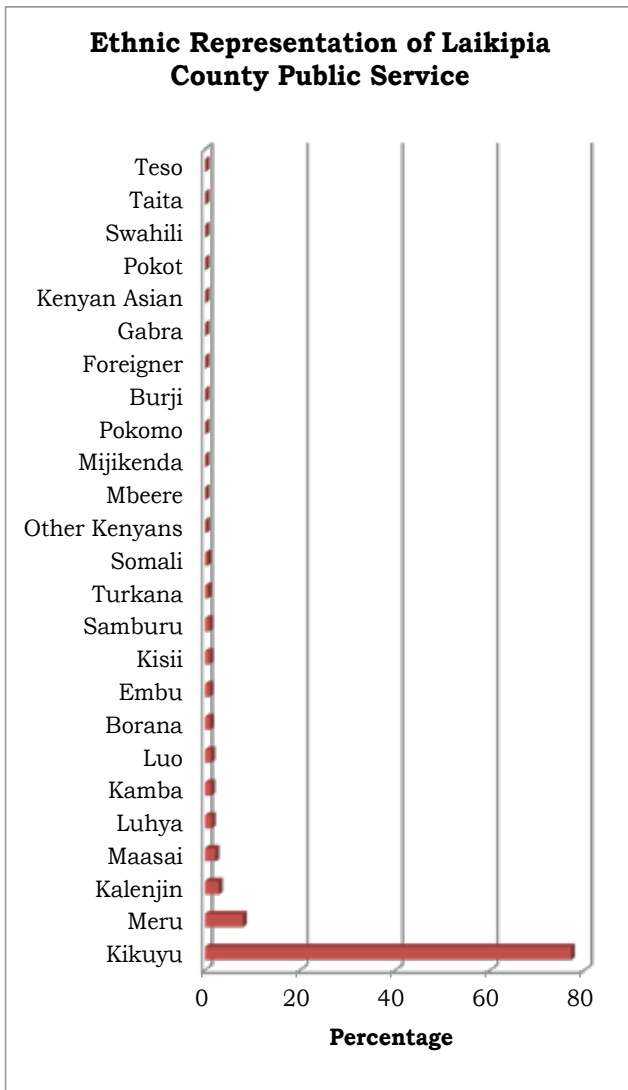 Ethnic Representation of Laikipia
County Public Service
Teso
Taita
Swahili
Pokot
Kenyan Asian
Gabra
Foreigner
Burji
Pokomo
Mijikenda
Mbeere
Other Kenyans
Somali
Turkana
Samburu
Kisii
Embu
Borana
Luo
Kamba
Luhya
Maasai
Kalenjin
Meru
Kikuyu
0 20 40 60 80
Percentage